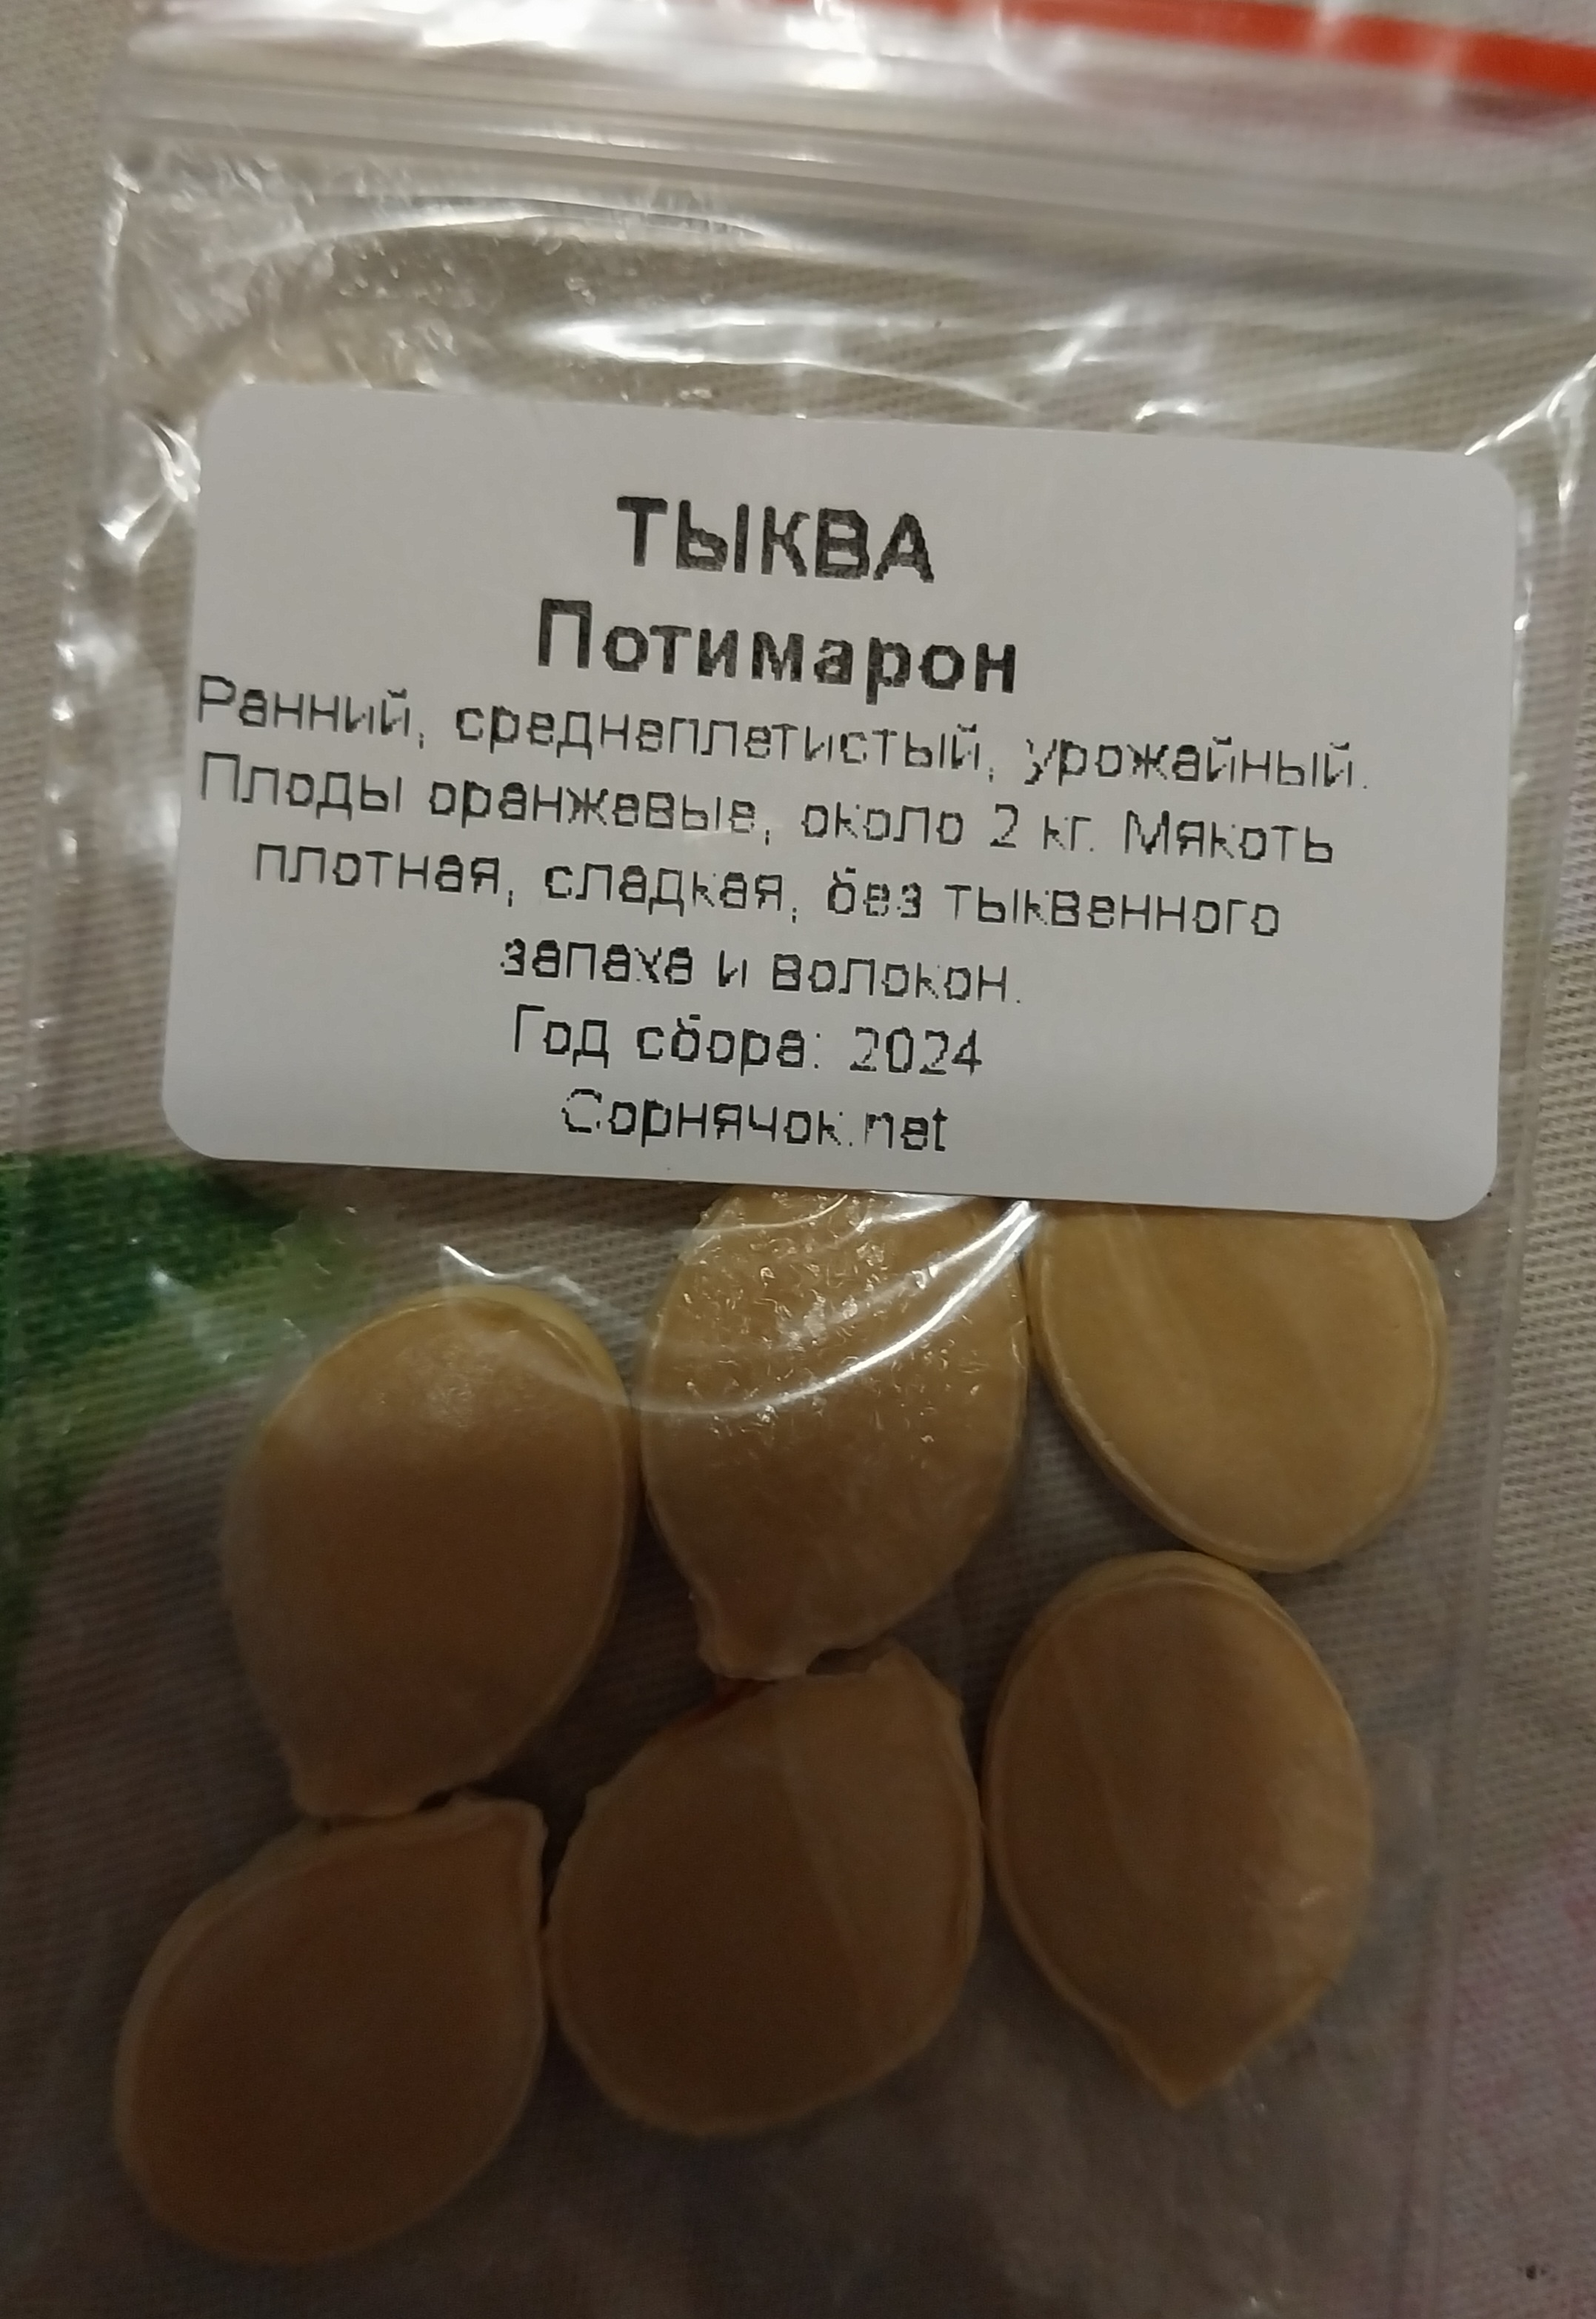 ТЫКВА
Потимарон
Ранний, среднеплетистый, урожайный.
Плоды оранжевые, около 2 кг. Мякоть
плотная, сладкая, без тыквенного
запаха и волокон.
Год сбора: 2024
Сорнячок.net